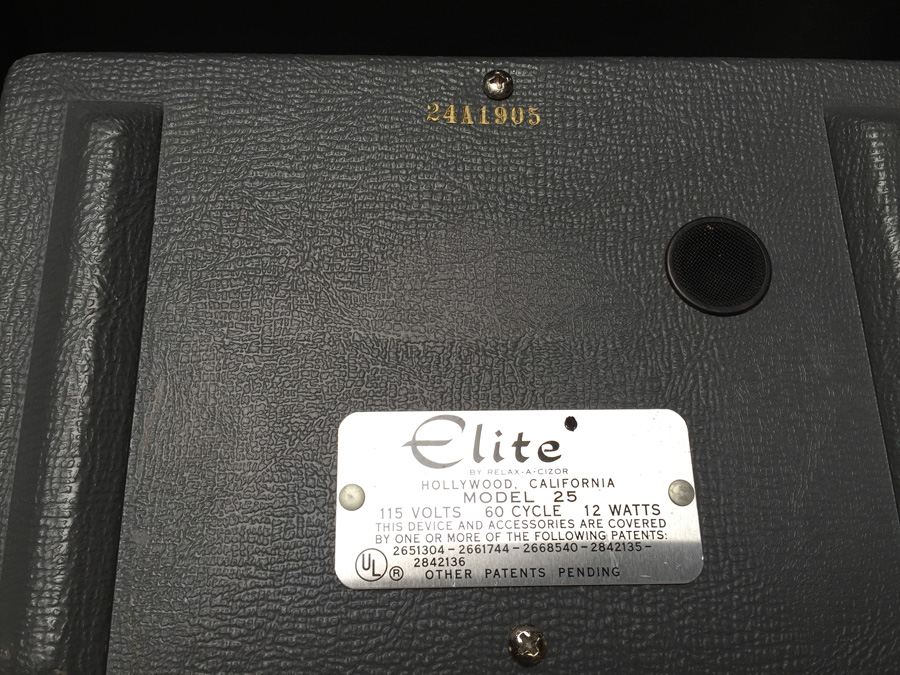 24A1905
Elite
BY RELAX-A-CIZOR
HOLLYWOOD, CALIFORNIA
MODEL 25
115 VOLTS 60 CYCLE 12 WATTS
THIS DEVICE AND ACCESSORIES ARE COVERED
BY ONE OR MORE OF THE FOLLOWING PATENTS:
2651304-2661744-2668540-2842135-
2842136
UL ®
OTHER PATENTS PENDING